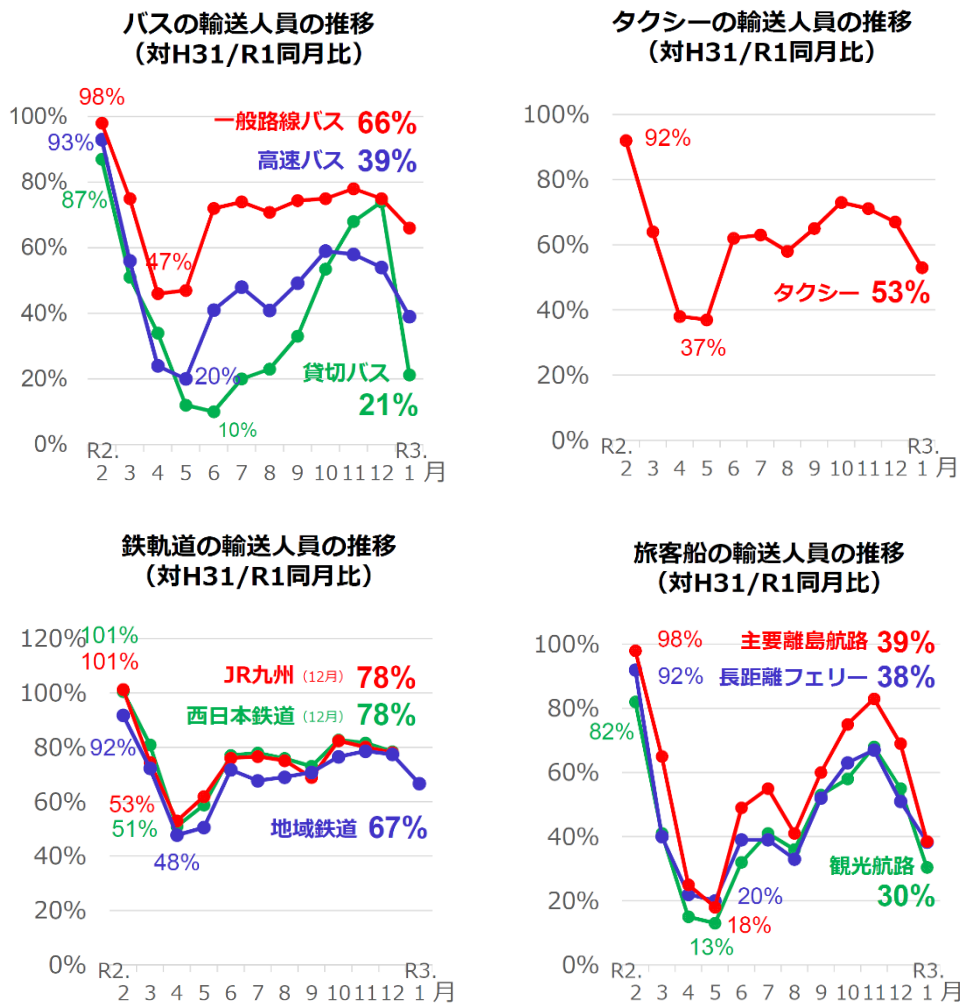 バスの輸送人員の推移
（対H31/R1同月比）
100%
80%
60%
40%
20%
0%
98%
93%
87%
47%
20%
10%
一般路線バス 66%
高速バス 39%
貸切バス
21%
R2. R3.
2 3 4 5 6 7 8 9 10 11 12 1 月
タクシーの輸送人員の推移
（対H31/R1同月比）
100%
80%
60%
40%
20%
0%
92%
37%
タクシー 53%
R2. R3.
2 3 4 5 6 7 8 9 10 11 12 1 月
鉄軌道の輸送人員の推移
（対H31/R1同月比）
120%
100%
80%
60%
40%
20%
0%
101%
101%
92%
53%
51%
48%
JR九州（12月） 78%
西日本鉄道（12月） 78%
地域鉄道 67%
R2. R3.
2 3 4 5 6 7 8 9 10 11 12 1 月
旅客船の輸送人員の推移
（対H31/R1同月比）
100%
80%
60%
40%
20%
0%
98%
92%
82%
20%
18%
13%
主要離島航路 39%
長距離フェリー 38%
観光航路
30%
R2. R3.
2 3 4 5 6 7 8 9 10 11 12 1 月